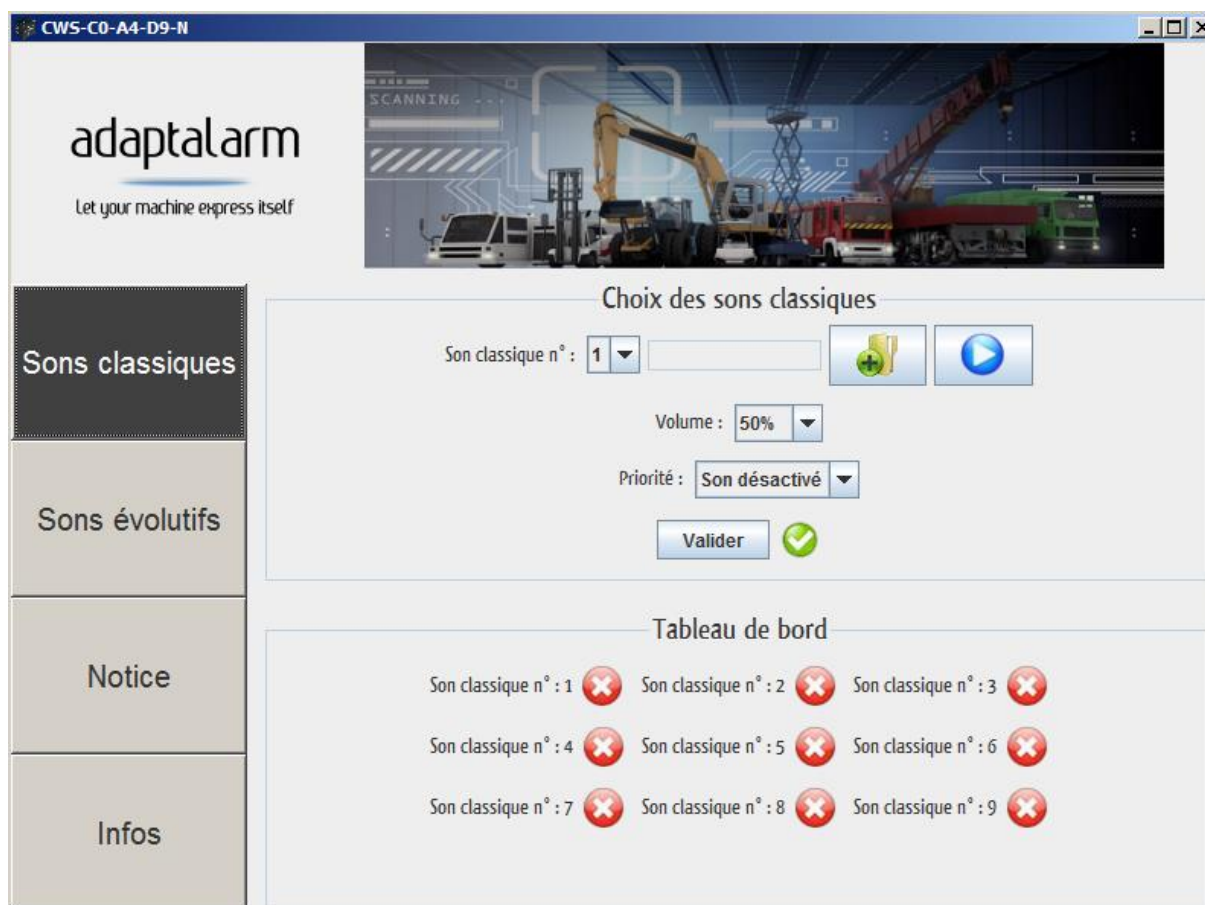 CWS-C0-A4-D9-N
adaptalarm
Let your machine express itself
SCANNING ...
Choix des sons classiques
Sons classiques
Son classique n° : 1
Volume : 50%
Priorité : Son désactivé
Valider
Sons évolutifs
Tableau de bord
Notice
Son classique n° : 1 Son classique n° : 2 Son classique n° : 3
Son classique n° : 4 Son classique n° : 5 Son classique n° : 6
Son classique n° : 7 Son classique n° : 8 Son classique n° : 9
Infos